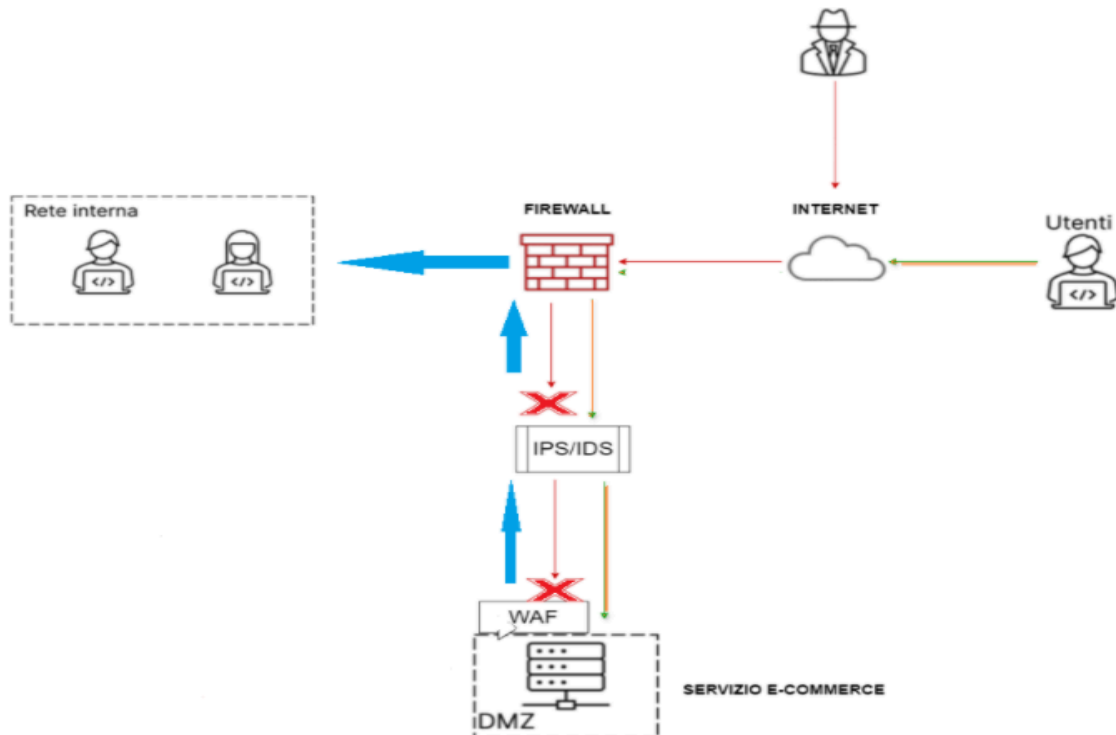 Rete interna
FIREWALL
INTERNET
Utenti
</>
</>
</>
IPS/IDS
WAF
SERVIZIO E-COMMERCE
DMZ